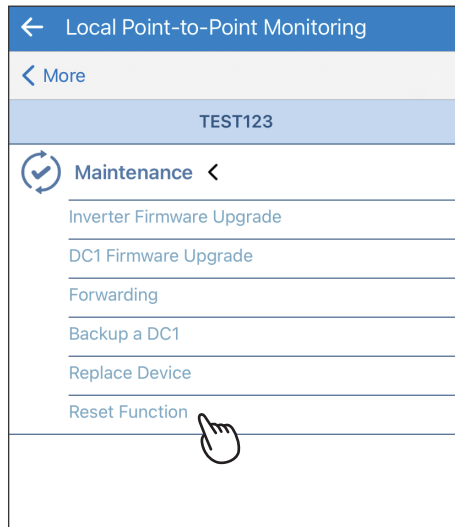 Local Point-to-Point Monitoring
More
TEST123
Maintenance
Inverter Firmware Upgrade
DC1 Firmware Upgrade
Forwarding
Backup a DC1
Replace Device
Reset Function